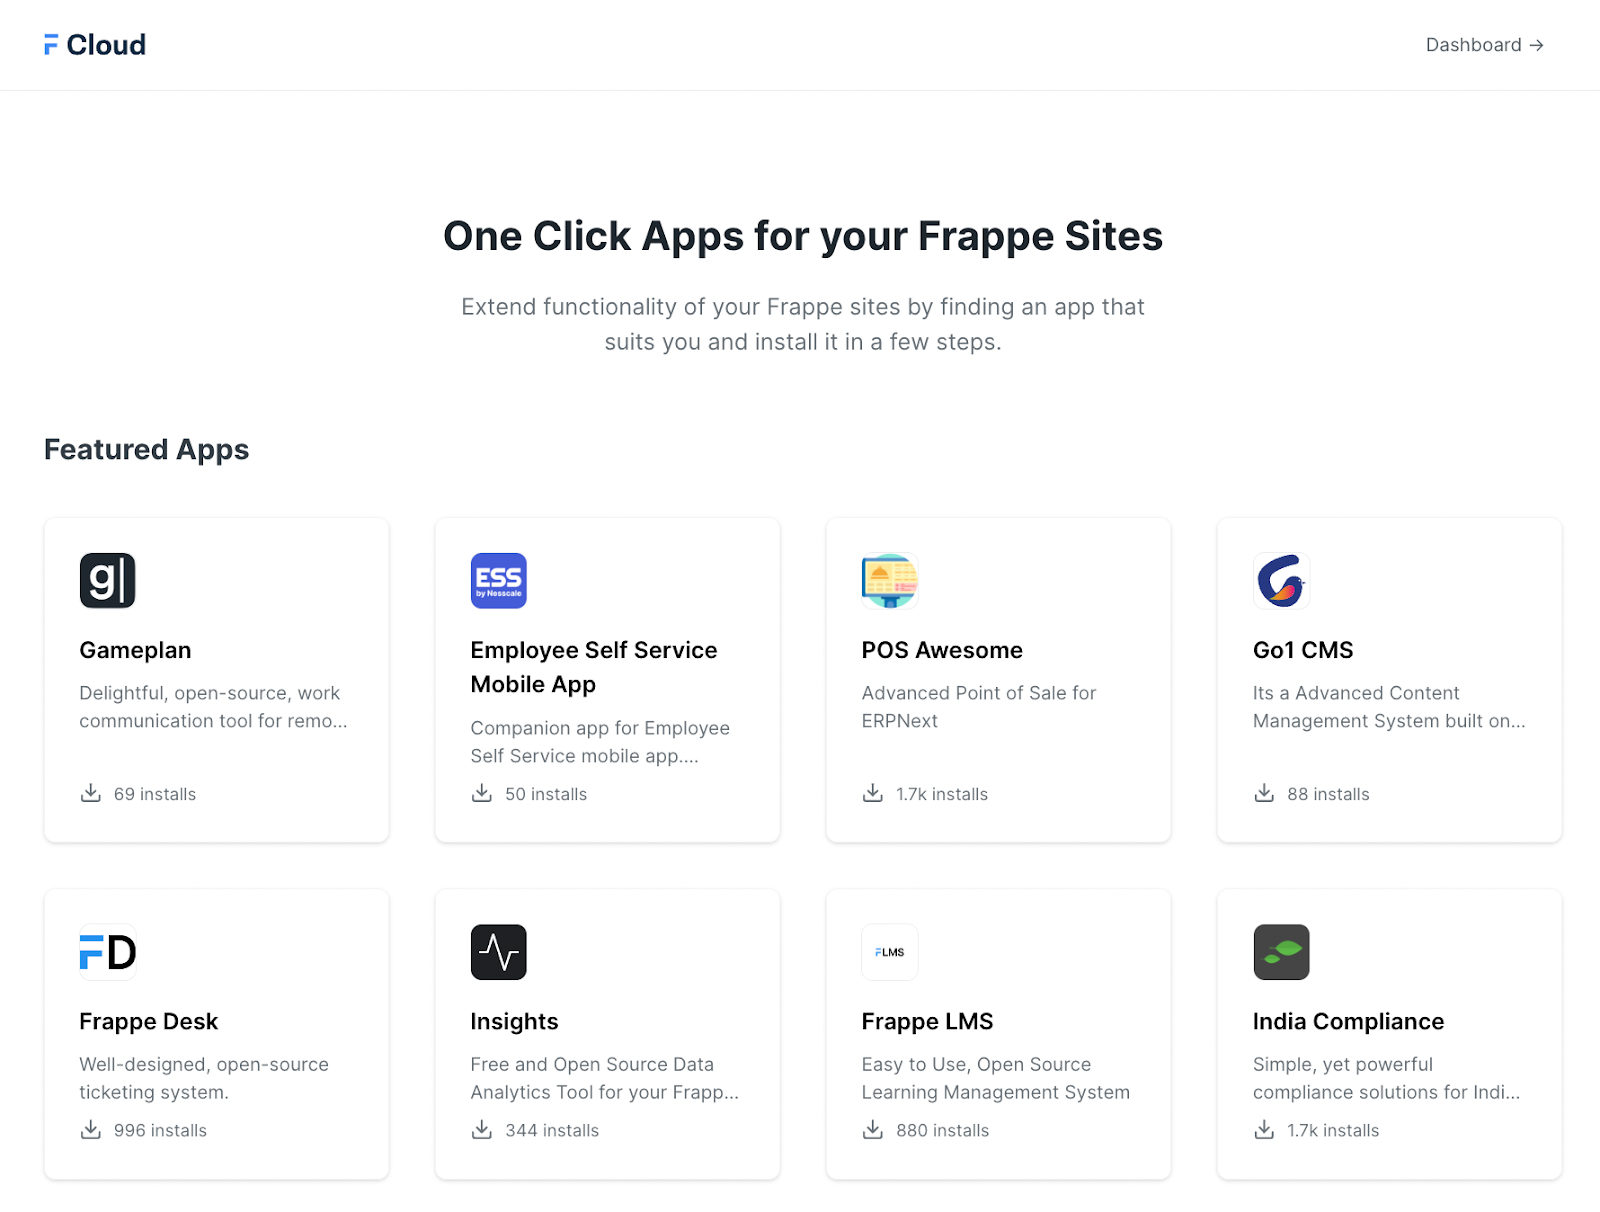 F Cloud
Dashboard →
One Click Apps for your Frappe Sites
Extend functionality of your Frappe sites by finding an app that
suits you and install it in a few steps.
Featured Apps
g|
Gameplan
Delightful, open-source, work
communication tool for remo...
69 installs
ESS
by Nesscale
Employee Self Service
Mobile App
Companion app for Employee
Self Service mobile app....
50 installs
POS Awesome
Advanced Point of Sale for
ERPNext
1.7k installs
Go1 CMS
Its a Advanced Content
Management System built on...
88 installs
FD
Frappe Desk
Well-designed, open-source
ticketing system.
996 installs
Insights
Free and Open Source Data
Analytics Tool for your Frapp...
344 installs
FLMS
Frappe LMS
Easy to Use, Open Source
Learning Management System
880 installs
India Compliance
Simple, yet powerful
compliance solutions for Indi...
1.7k installs